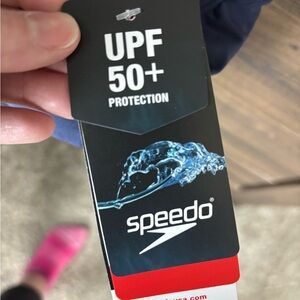 UPF
50+
PROTECTION
speedo®